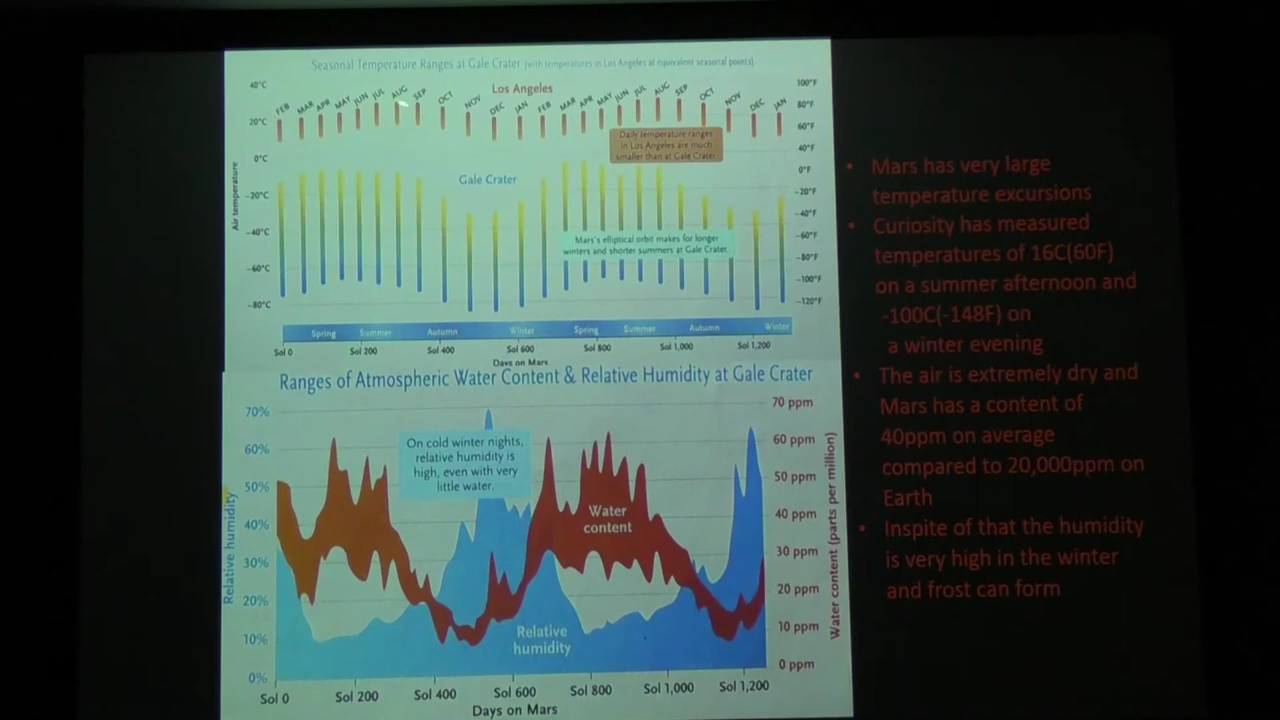 Seasonal Temperature Ranges at Gale Crater (with temperatures in Los Angeles at equivalent seasonal points)
40°C
20°C
0°C
-20°C
-40°C
-60°C
-80°C
Air temperature
100°F
80°F
60°F
40°F
0°F
-20°F
-40°F
-60°F
-80°F
-100°F
-120°F
Los Angeles
FEB MAR APR MAY JUN JUL AUG SEP OCT NOV DEC JAN FEB MAR APR MAY JUN JUL AUG SEP OCT NOV DEC JAN
Daily temperature ranges
in Los Angeles are much
smaller than at Gale Crater.
Gale Crater
Mars's elliptical orbit makes for longer
winters and shorter summers at Gale Crater.
Spring Summer Autumn Winter Spring Summer Autumn Winter
Sol 0 Sol 200 Sol 400 Sol 600 Sol 800 Sol 1,000 Sol 1,200
Days on Mars
Ranges of Atmospheric Water Content & Relative Humidity at Gale Crater
70%
60%
50%
40%
30%
20%
10%
0%
Relative humidity
70 ppm
60 ppm
50 ppm
40 ppm
30 ppm
20 ppm
10 ppm
0 ppm
Water content (parts per million)
On cold winter nights,
relative humidity is
high, even with very
little water.
Water
content
Relative
humidity
Sol 0 Sol 200 Sol 400 Sol 600 Sol 800 Sol 1,000 Sol 1,200
Days on Mars
• Mars has very large
temperature excursions
• Curiosity has measured
temperatures of 16C(60F)
on a summer afternoon and
-100C(-148F) on
a winter evening
• The air is extremely dry and
Mars has a content of
40ppm on average
compared to 20,000ppm on
Earth
• Inspite of that the humidity
is very high in the winter
and frost can form